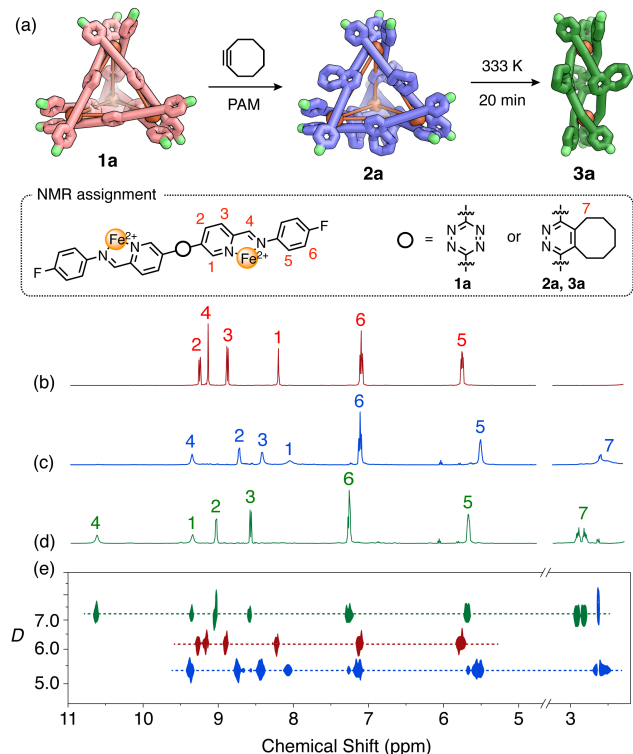 (a)
PAM
333 K
20 min
1a
2a
3a
NMR assignment
F
N
Fe2+
N
2
3
4
1
N
Fe2+
N
5
6
F
=
N N
N N
or
7
N
N
1a
2a, 3a
(b)
2
4
3
1
6
5
(c)
4
2
3
1
6
5
7
(d)
4
1
2
3
6
5
7
(e)
D
7.0
6.0
5.0
11
10
9
8
7
6
5
3
Chemical Shift (ppm)